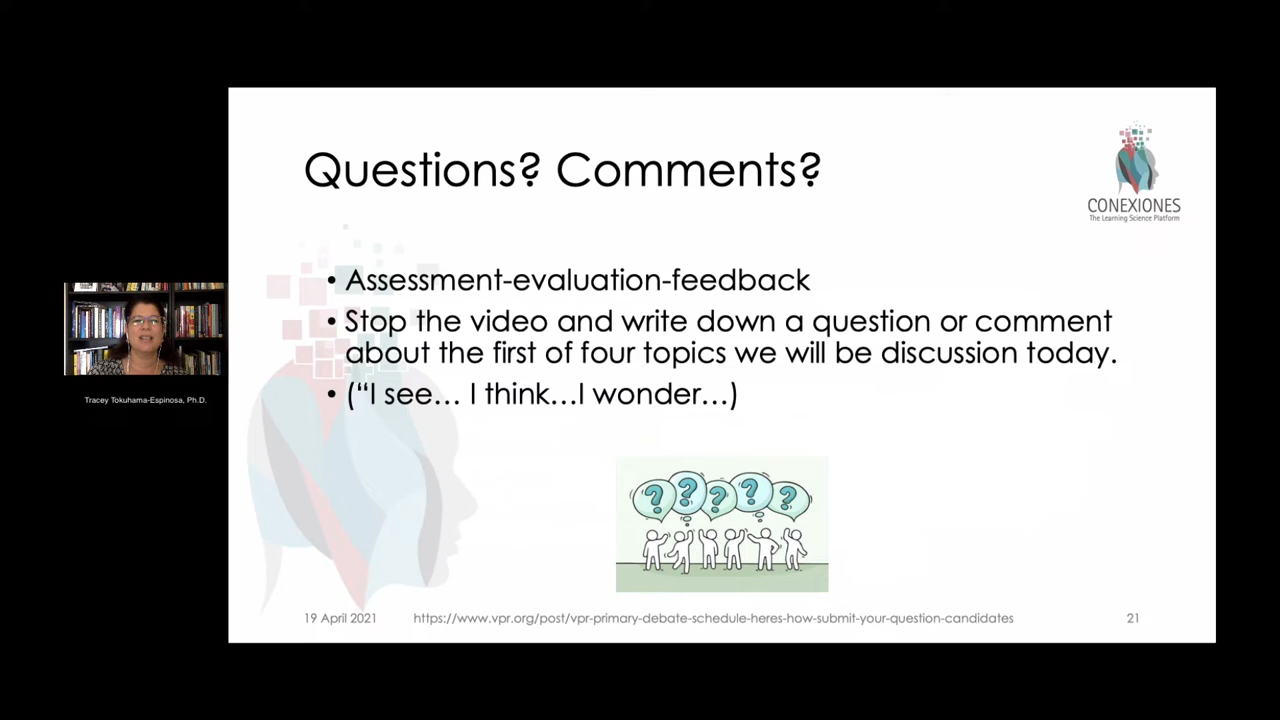 Questions? Comments?
CONEXIONES
The Learning Science Platform
• Assessment-evaluation-feedback
• Stop the video and write down a question or comment
about the first of four topics we will be discussion today.
• (“I see… I think…I wonder…)
Tracey Tokuhama-Espinosa, Ph.D.
? ? ? ? ?
19 April 2021 https://www.vpr.org/post/vpr-primary-debate-schedule-heres-how-submit-your-question-candidates 21